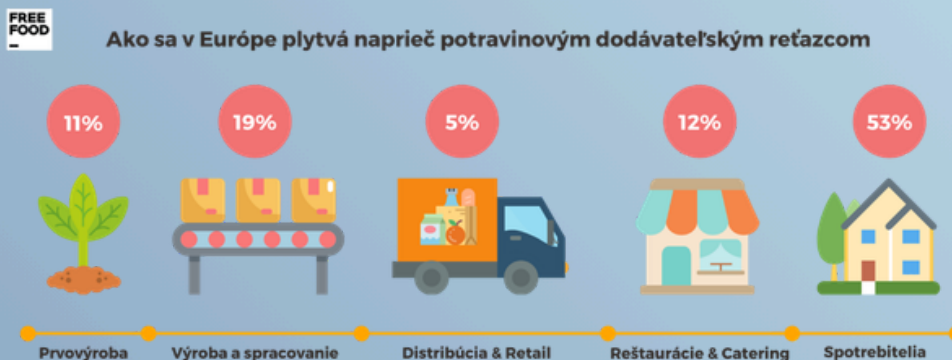 FREE
FOOD
Ako sa v Európe plytvá naprieč potravinovým dodávateľským reťazcom
11%
19%
5%
12%
53%
Prvovýroba
Výroba a spracovanie
Distribúcia & Retail
Reštaurácie & Catering
Spotrebitelia